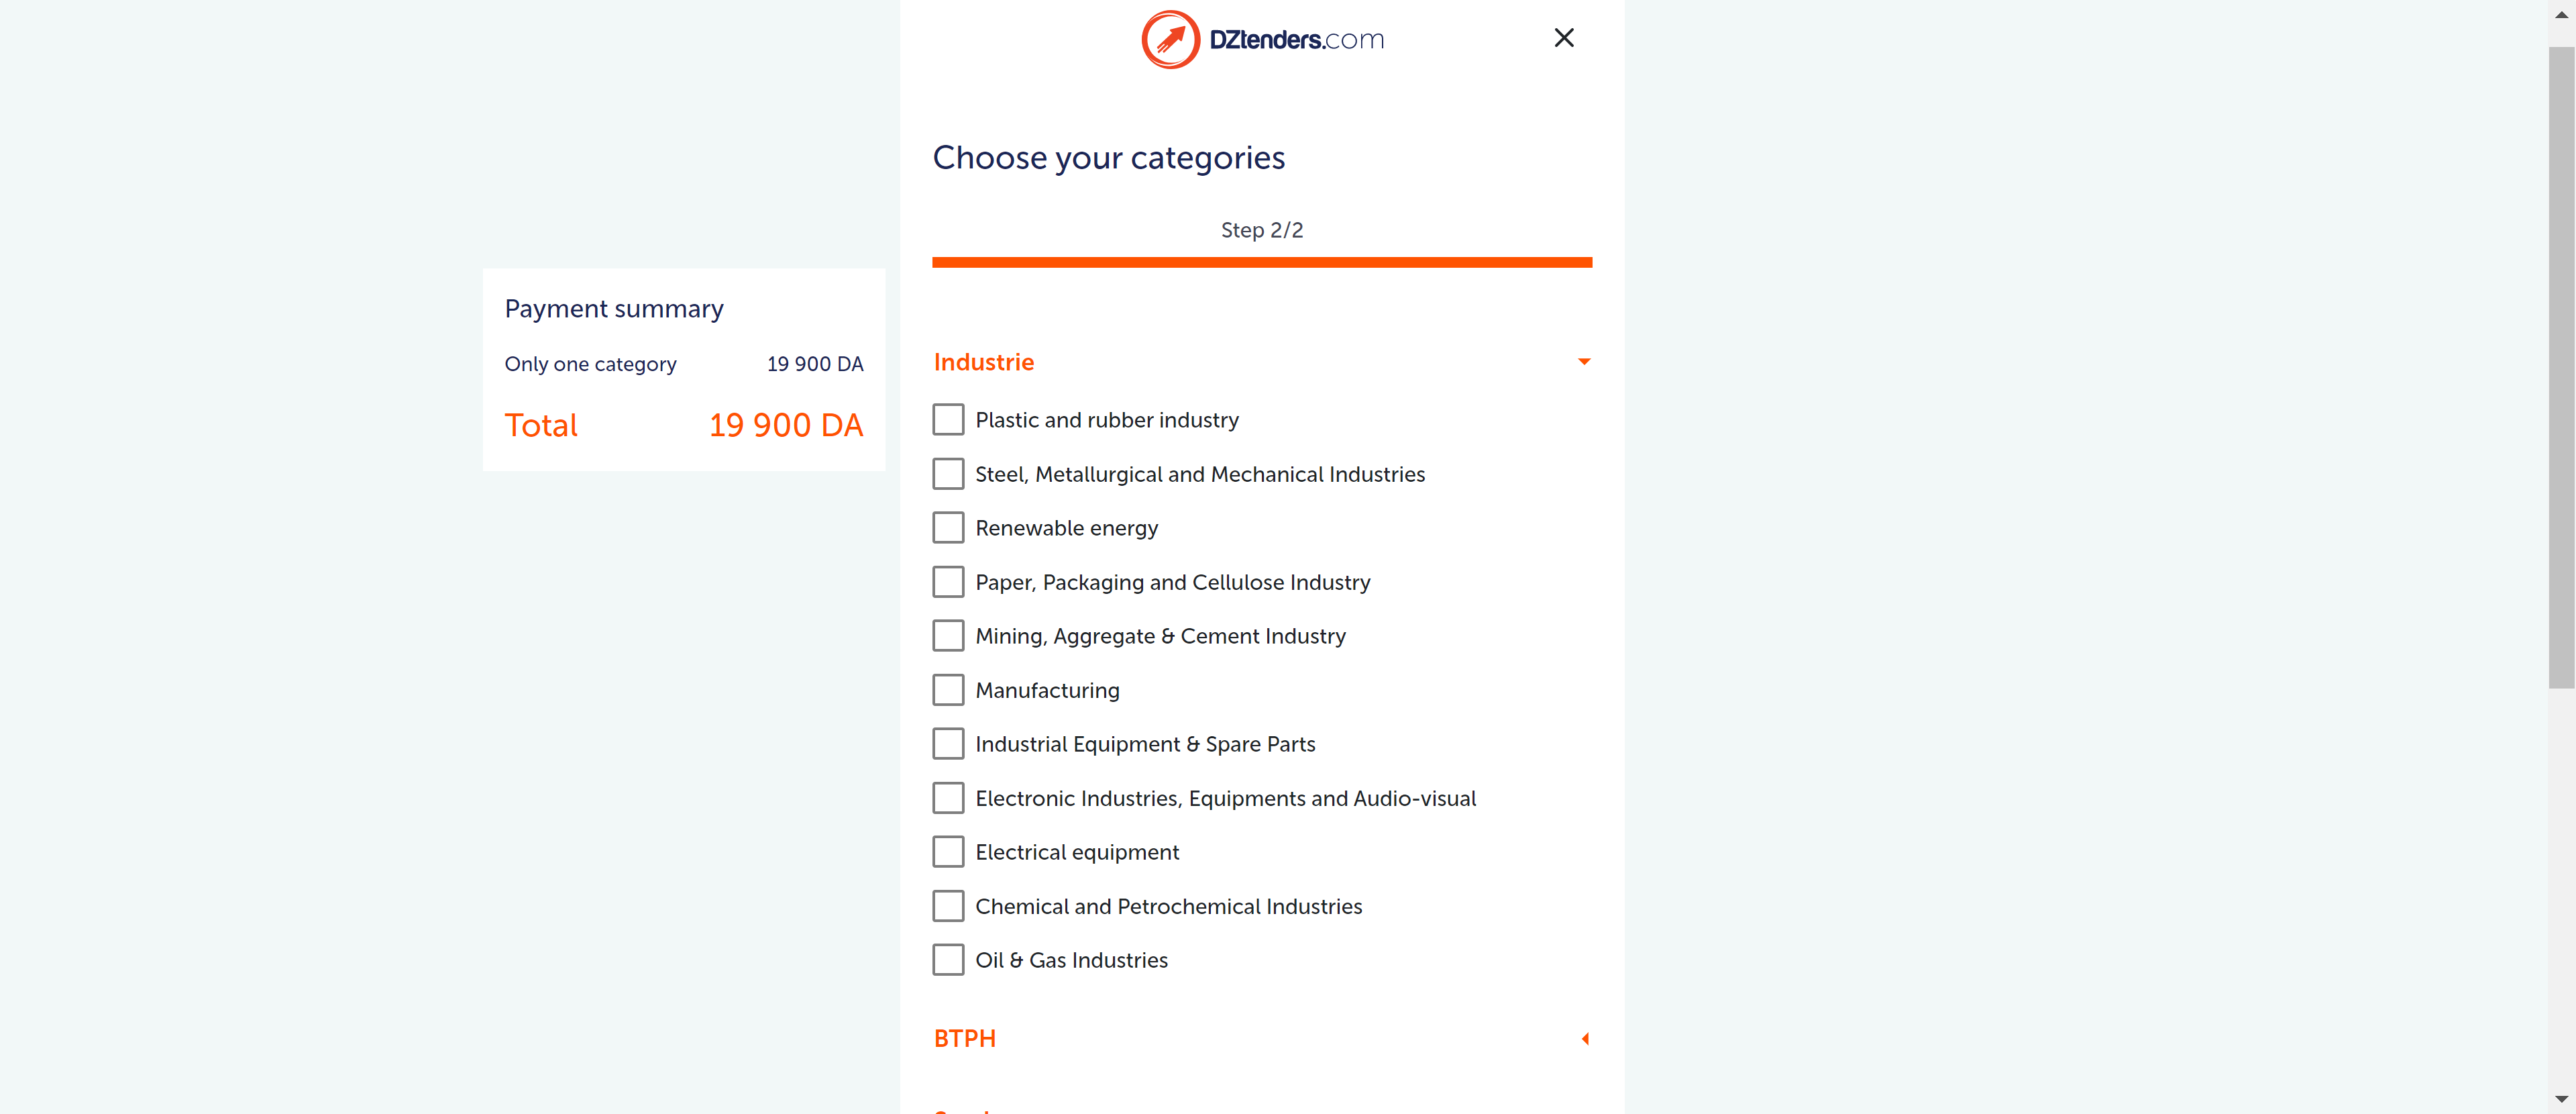 DZtenders.com
Choose your categories
Step 2/2
Payment summary
Only one category 19 900 DA
Total 19 900 DA
Industrie
Plastic and rubber industry
Steel, Metallurgical and Mechanical Industries
Renewable energy
Paper, Packaging and Cellulose Industry
Mining, Aggregate & Cement Industry
Manufacturing
Industrial Equipment & Spare Parts
Electronic Industries, Equipments and Audio-visual
Electrical equipment
Chemical and Petrochemical Industries
Oil & Gas Industries
BTPH